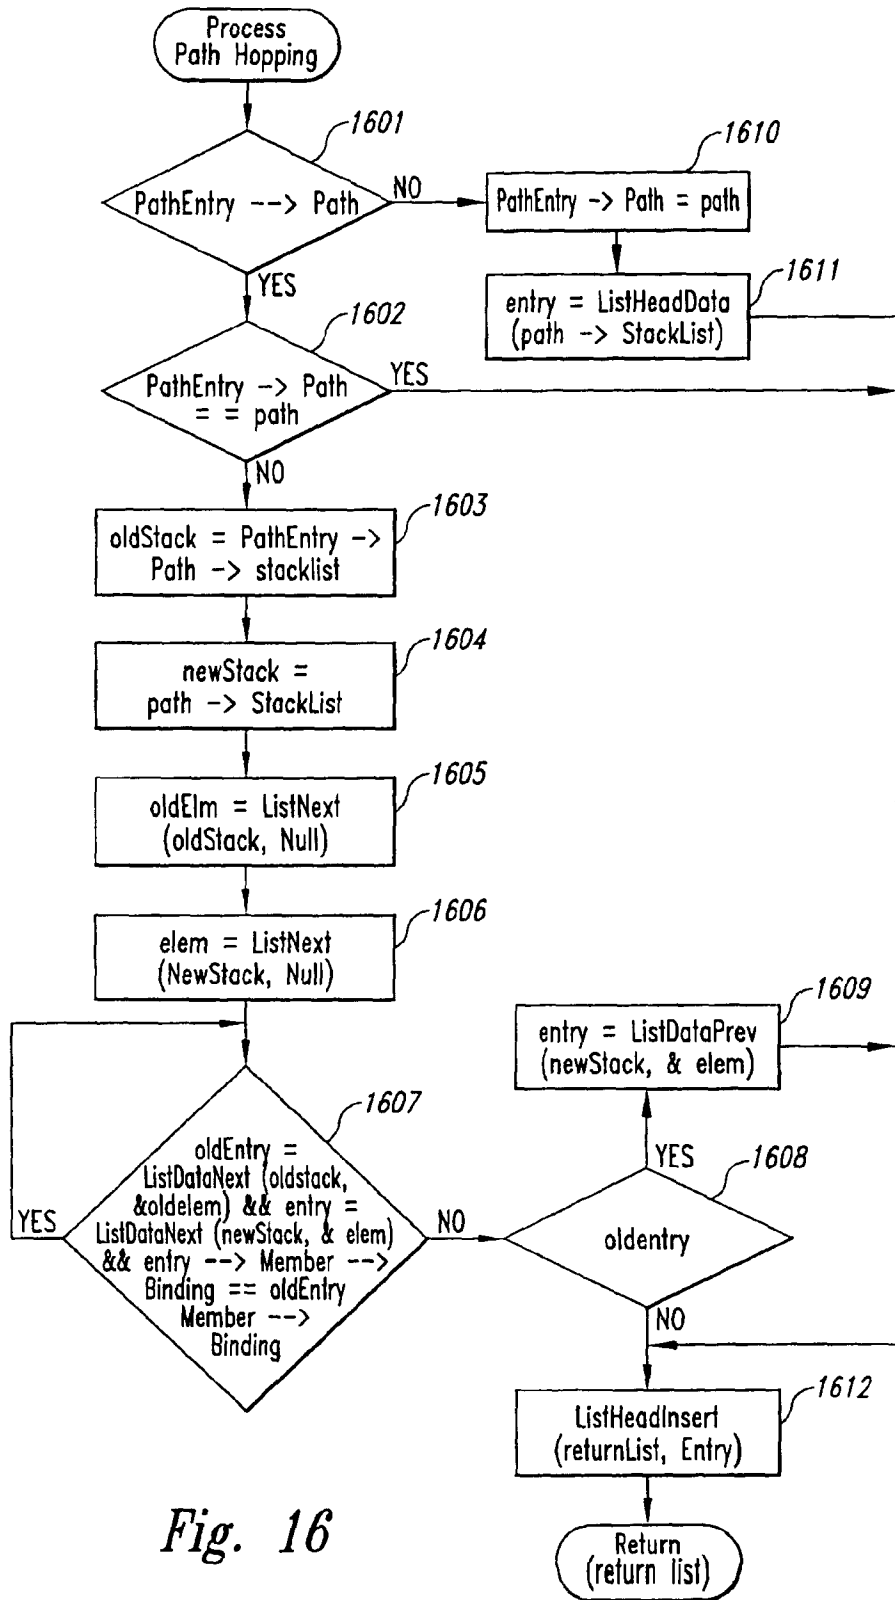 Process
Path Hopping
1601
PathEntry --> Path
NO
YES
1610
PathEntry -> Path = path
1611
entry = ListHeadData
(path -> StackList)
1602
PathEntry -> Path
= = path
YES
NO
1603
oldStack = PathEntry ->
Path -> stacklist
1604
newStack =
path -> StackList
1605
oldElm = ListNext
(oldStack, Null)
1606
elem = ListNext
(NewStack, Null)
1607
oldEntry =
ListDataNext (oldstack,
&oldelem) && entry =
ListDataNext (newStack, & elem)
&& entry --> Member -->
Binding == oldEntry
Member -->
Binding
YES
NO
1609
entry = ListDataPrev
(newStack, & elem)
YES
1608
oldentry
NO
1612
ListHeadInsert
(returnList, Entry)
Return
(return list)
Fig. 16